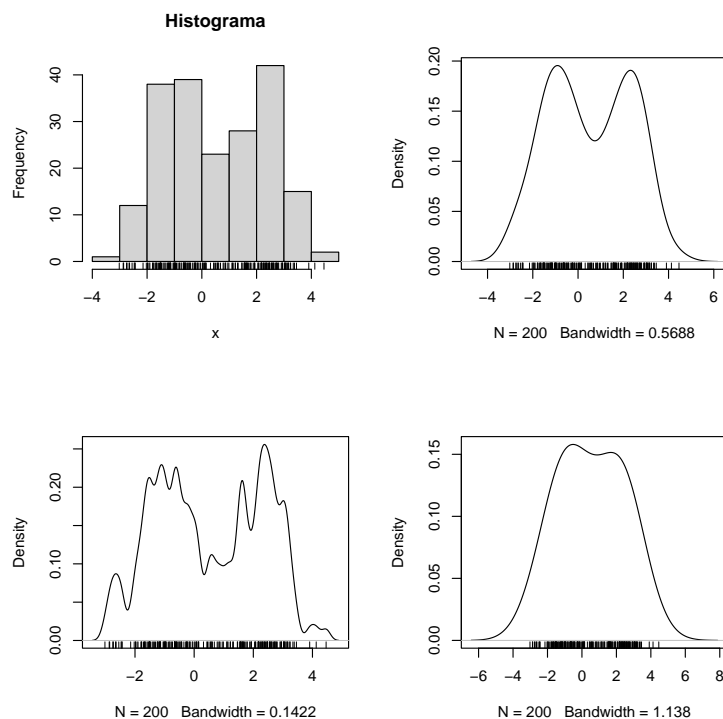 Histograma
Frequency
0 10 20 30 40
−4 −2 0 2 4
x
Density
0.00 0.05 0.10 0.15 0.20
−4 −2 0 2 4 6
N = 200 Bandwidth = 0.5688
Density
0.00 0.10 0.20
−2 0 2 4
N = 200 Bandwidth = 0.1422
Density
0.00 0.05 0.10 0.15
−6 −4 −2 0 2 4 6 8
N = 200 Bandwidth = 1.138